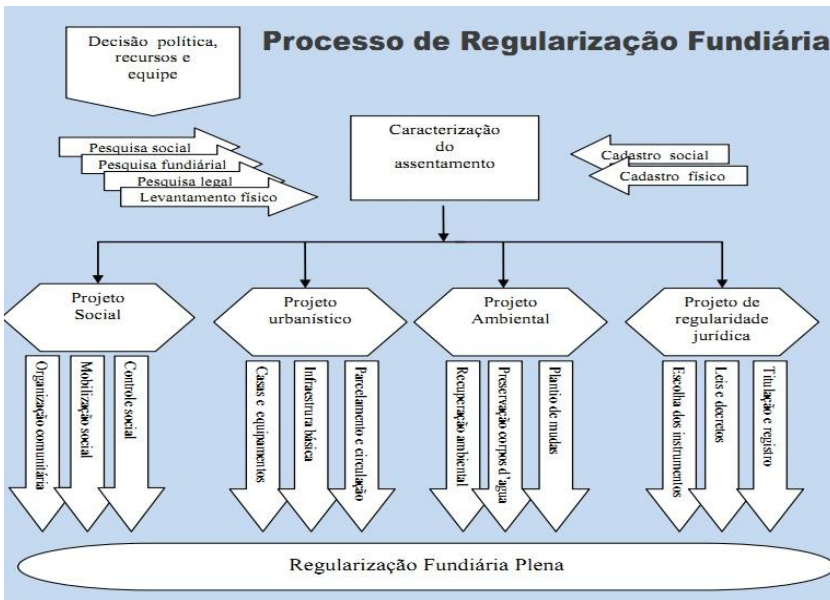 Processo de Regularização Fundiária
Decisão política,
recursos e
equipe
Pesquisa social
Pesquisa fundiárial
Pesquisa legal
Levantamento físico
Caracterização
do
assentamento
Cadastro social
Cadastro físico
Projeto
Social
Projeto
urbanístico
Projeto
Ambiental
Projeto de
regularidade
jurídica
Organização comunitária
Mobilização social
Controle social
Casas e equipamentos
Infraestrura básica
Parcelamento e circulação
Recuperação ambiental
Preservação corpos d'agua
Plantio de mudas
Escolha dos instrumentos
Leis e decretos
Titulação e registro
Regularização Fundiária Plena